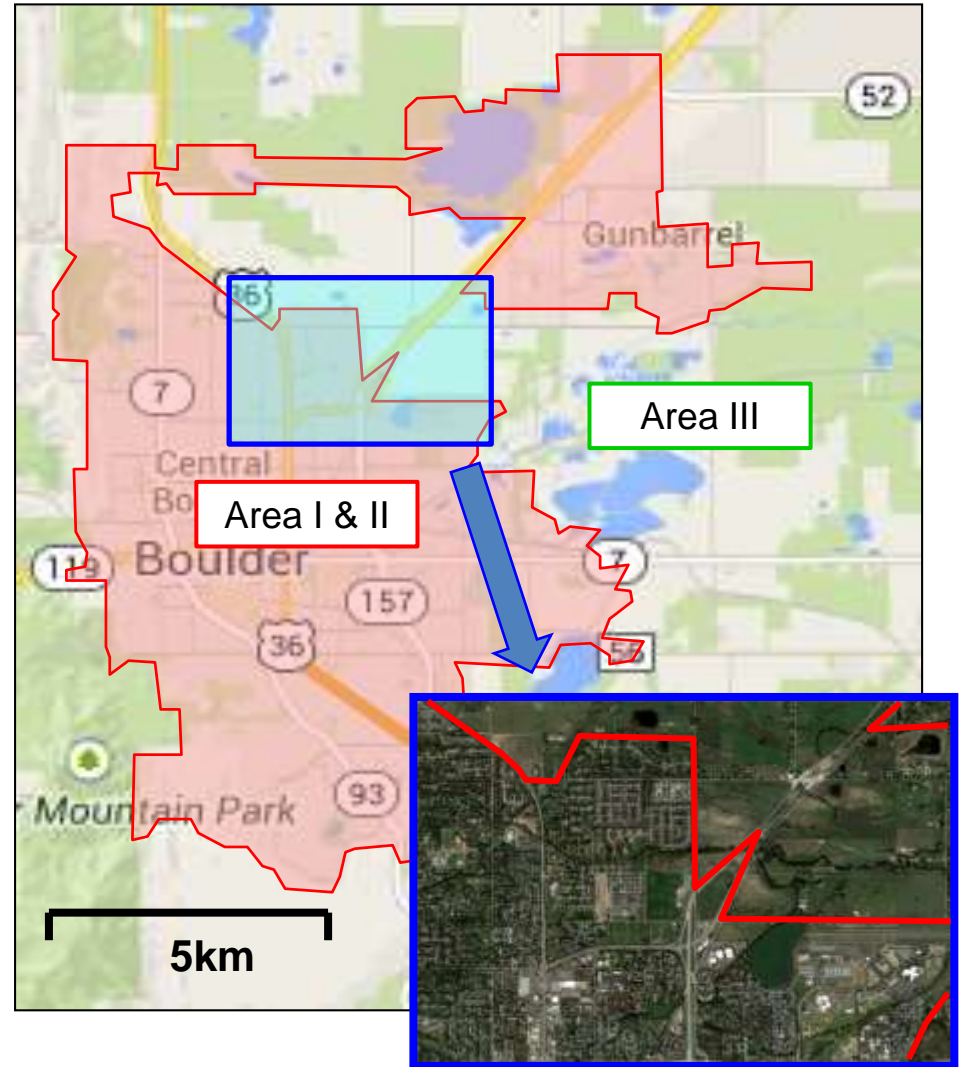 52
Gunbarrel
36
7
Area III
Central
Bo
Area I & II
Boulder
119
7
157
36
93
Mountain Park
5km